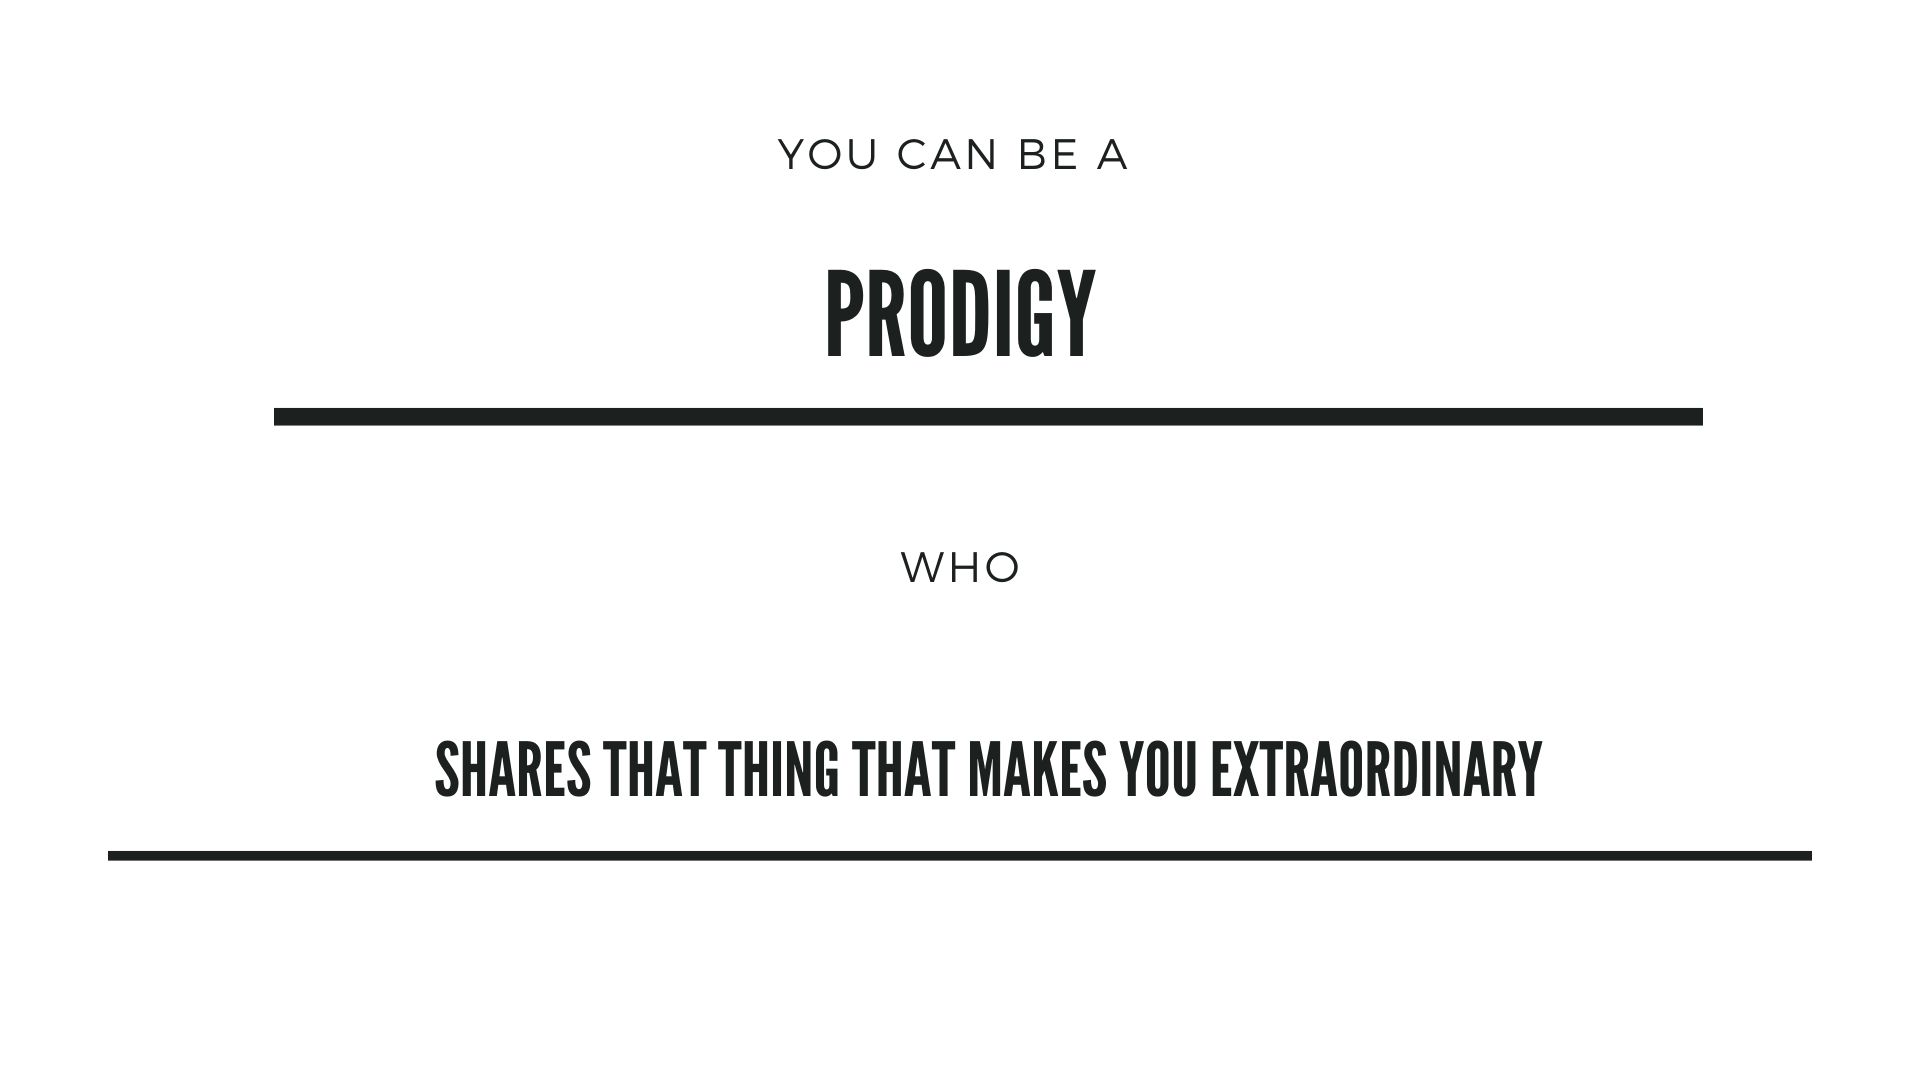 YOU CAN BE A
PRODIGY
WHO
SHARES THAT THING THAT MAKES YOU EXTRAORDINARY